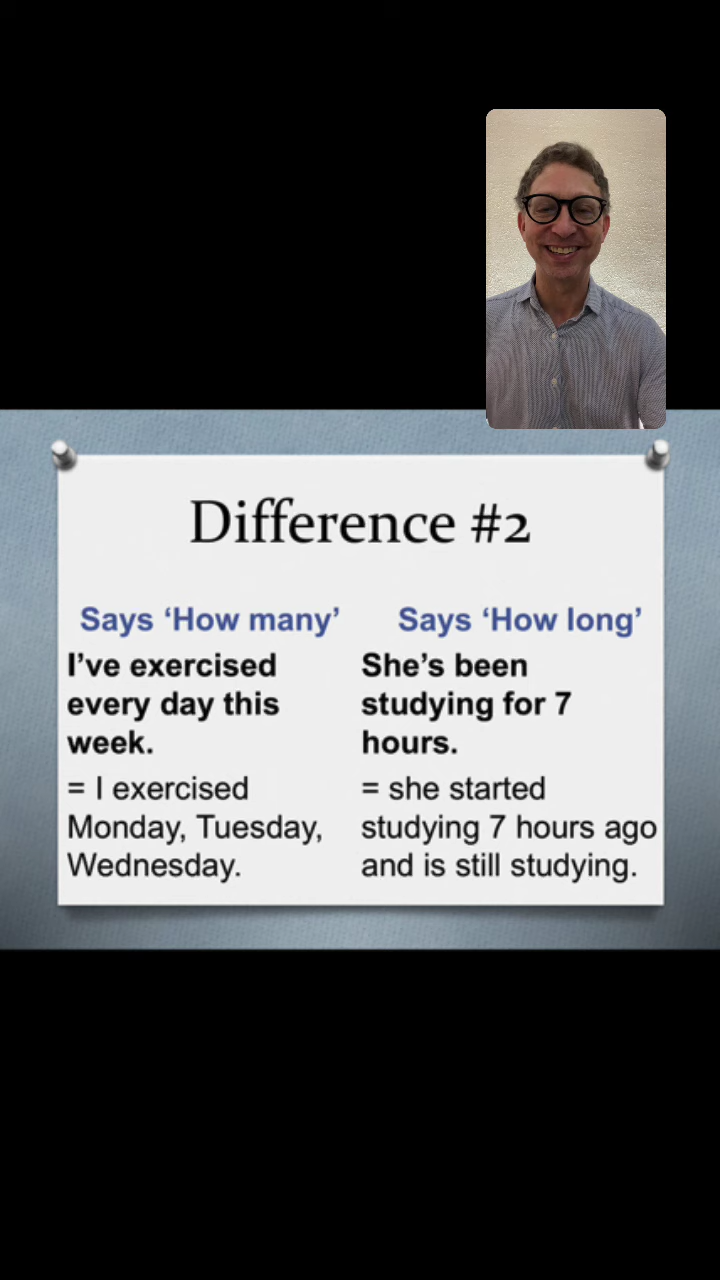 Difference #2
Says ‘How many’
I’ve exercised
every day this
week.
= I exercised
Monday, Tuesday,
Wednesday.
Says ‘How long’
She’s been
studying for 7
hours.
= she started
studying 7 hours ago
and is still studying.